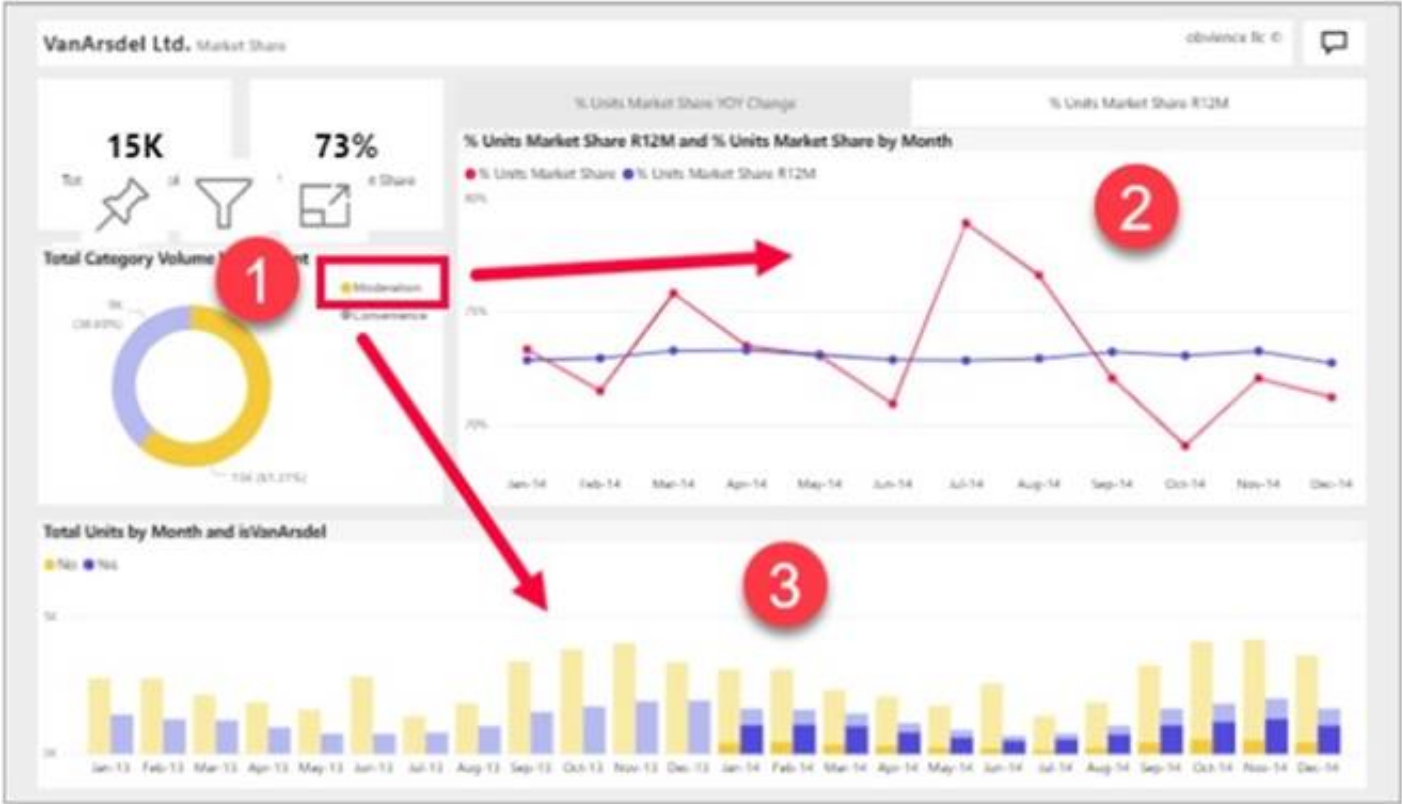 VanArsdel Ltd. Market Share
obvience llc ©
15K
73%
Share
% Units Market Share YOY Change
% Units Market Share R12M
% Units Market Share R12M and % Units Market Share by Month
% Units Market Share % Units Market Share R12M
80%
75%
70%
Jan-14 Feb-14 Mar-14 Apr-14 May-14 Jun-14 Jul-14 Aug-14 Sep-14 Oct-14 Nov-14 Dec-14
2
Total Category Volume
1
Moderation
Convenience
Total Units by Month and isVanArsdel
No Yes
3
5K
0K
Jan-13 Feb-13 Mar-13 Apr-13 May-13 Jun-13 Jul-13 Aug-13 Sep-13 Oct-13 Nov-13 Dec-13 Jan-14 Feb-14 Mar-14 Apr-14 May-14 Jun-14 Jul-14 Aug-14 Sep-14 Oct-14 Nov-14 Dec-14